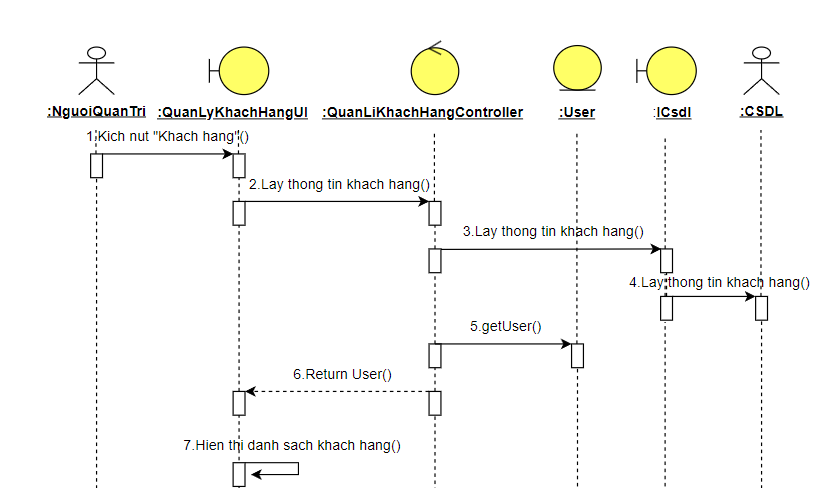 :NguoiQuanTri
:QuanLyKhachHangUI
:QuanLiKhachHangController
:User
:ICsdl
:CSDL
1.Kich nut "Khach hang"()
2.Lay thong tin khach hang()
3.Lay thong tin khach hang()
4.Lay thong tin khach hang()
5.getUser()
6.Return User()
7.Hien thi danh sach khach hang()